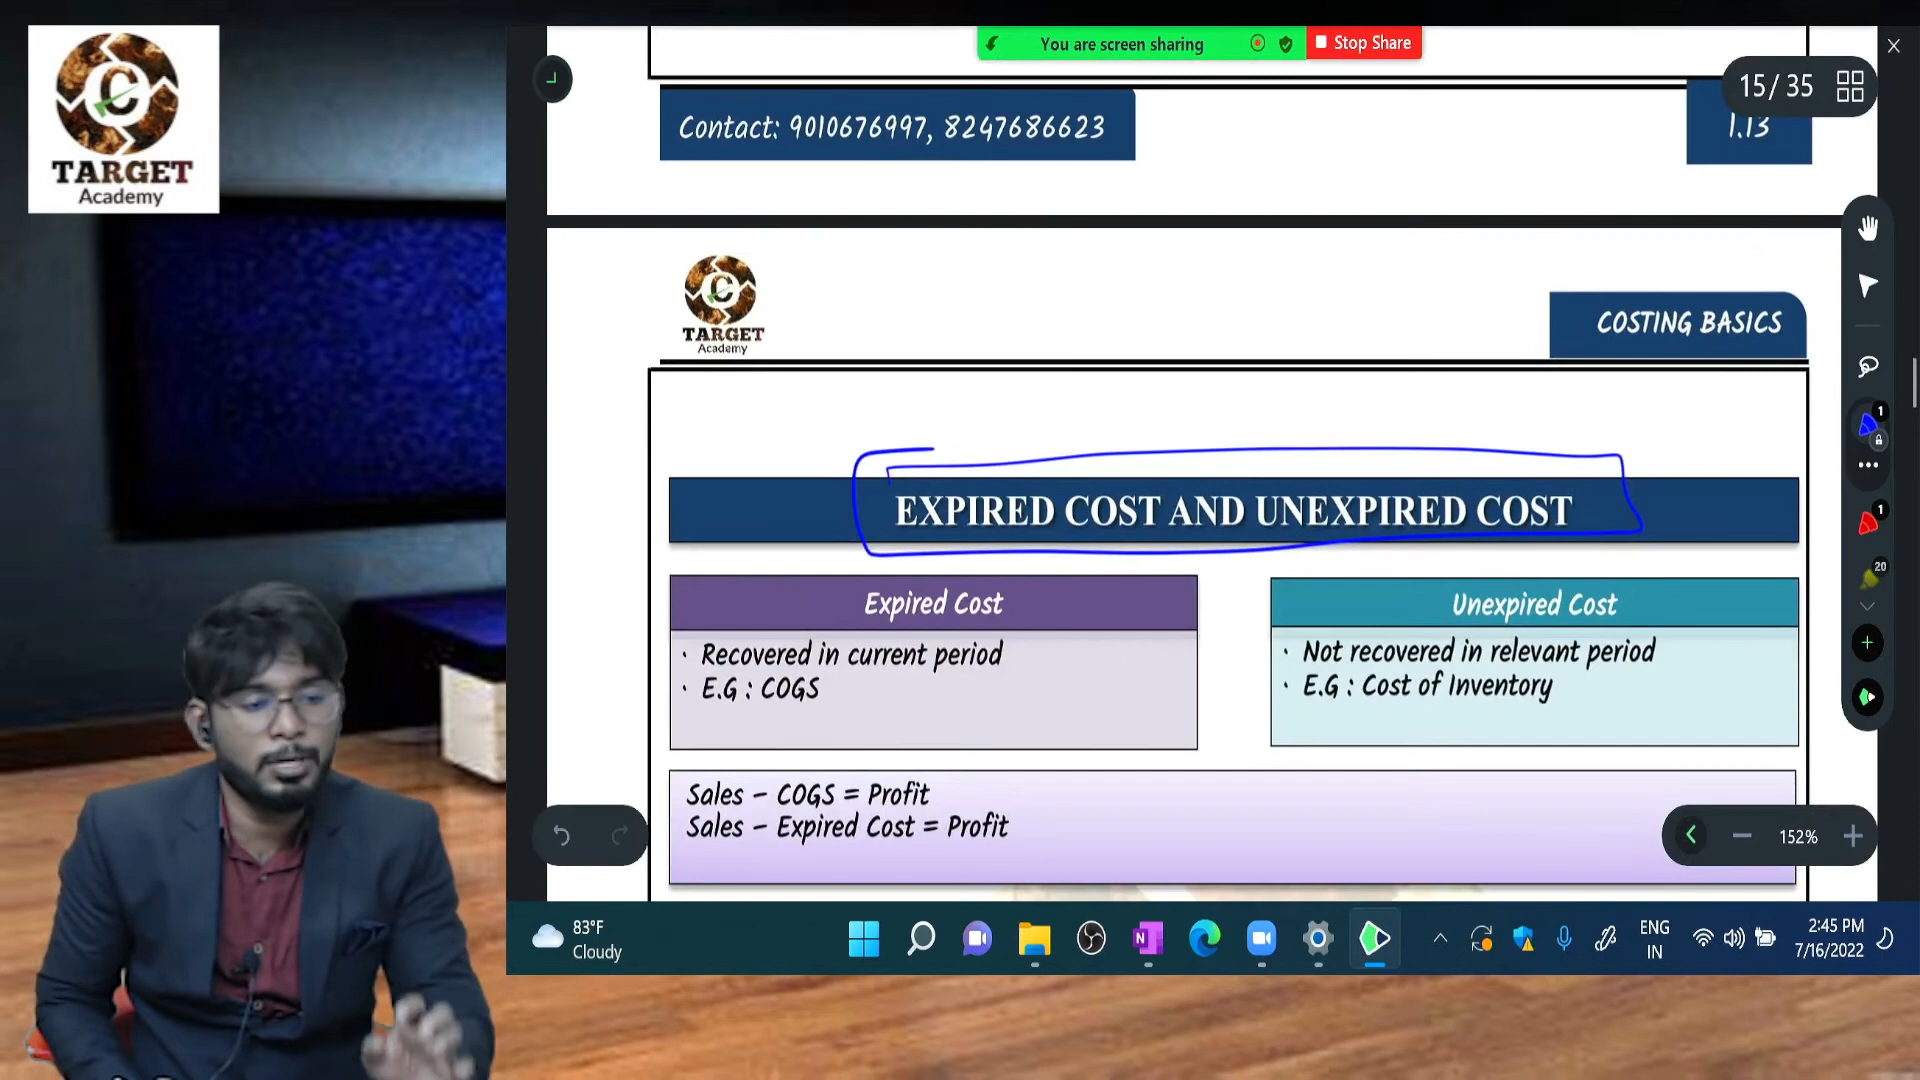 C
TARGET
Academy
You are screen sharing
Stop Share
15/ 35
Contact: 9010676997, 8247686623
1.13
C
TARGET
Academy
COSTING BASICS
EXPIRED COST AND UNEXPIRED COST
Expired Cost
· Recovered in current period
· E.G : COGS
Unexpired Cost
· Not recovered in relevant period
· E.G : Cost of Inventory
Sales – COGS = Profit
Sales – Expired Cost = Profit
1
1
20
152%
83°F
Cloudy
N
ENG
IN
2:45 PM
7/16/2022